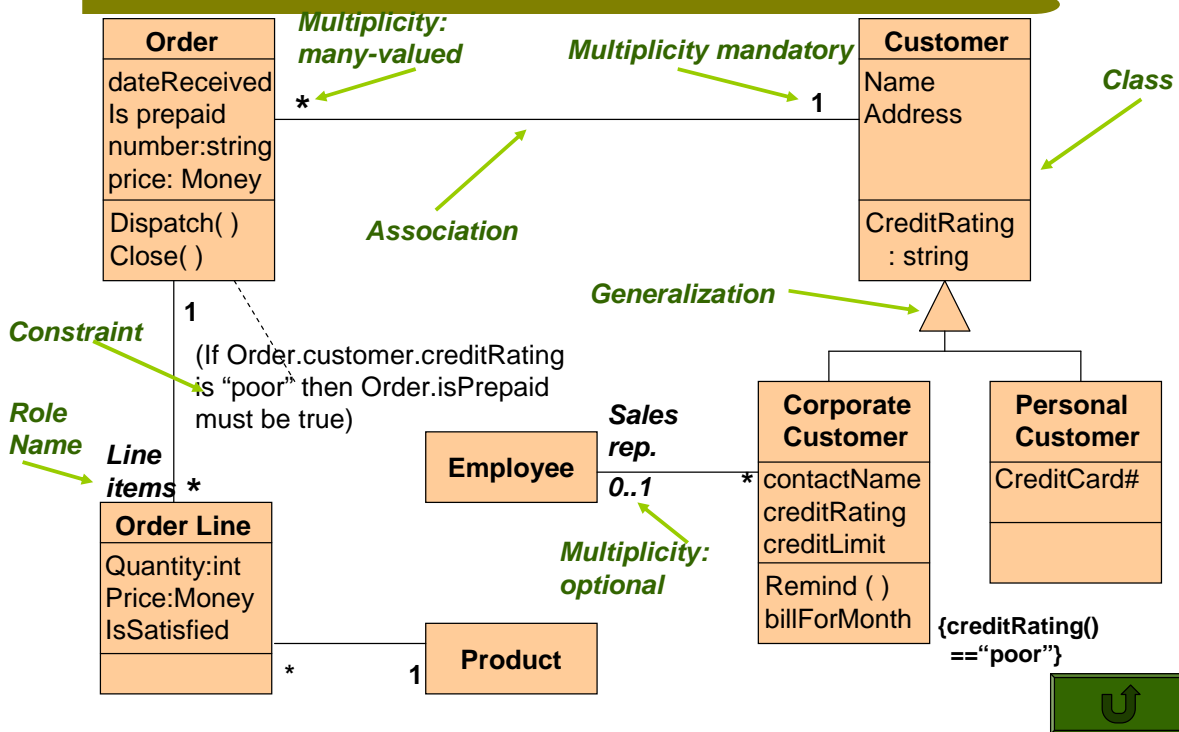 Order
dateReceived
Is prepaid
number:string
price: Money
Dispatch( )
Close( )
Multiplicity:
many-valued
*
Multiplicity mandatory
1
Customer
Name
Address
CreditRating
: string
Class
Association
Generalization
1
Constraint
(If Order.customer.creditRating
is “poor” then Order.isPrepaid
must be true)
Role
Name
Line
items *
Order Line
Quantity:int
Price:Money
IsSatisfied
*
1
Product
Employee
Sales
rep.
0..1
*
Multiplicity:
optional
Corporate
Customer
contactName
creditRating
creditLimit
Remind ( )
billForMonth
Personal
Customer
CreditCard#
{creditRating()
==“poor”}